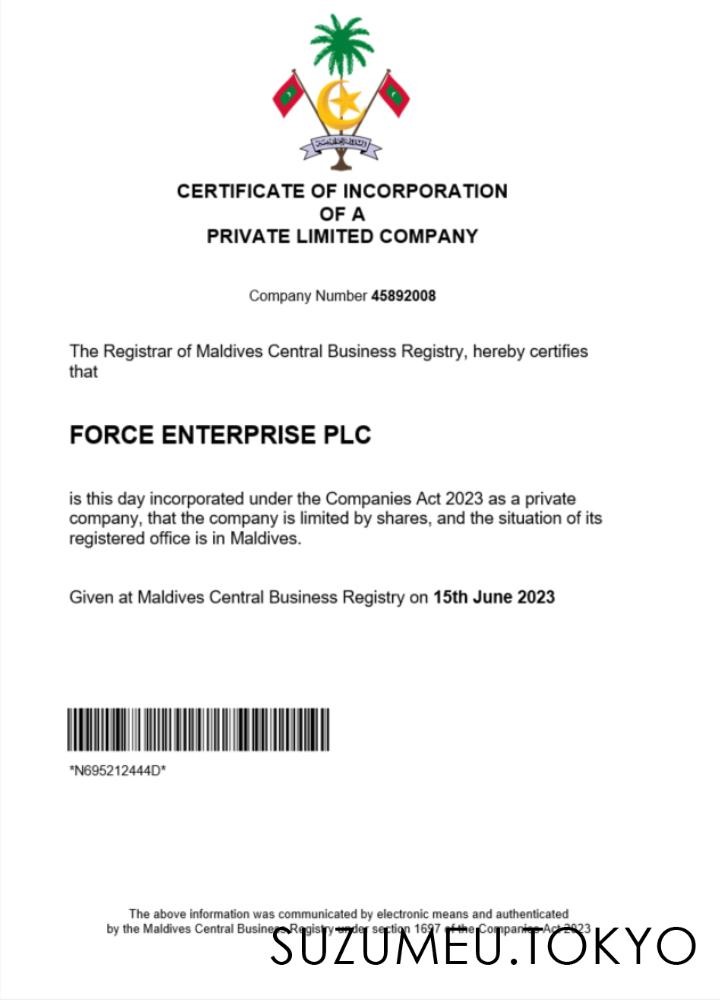 CERTIFICATE OF INCORPORATION
OF A
PRIVATE LIMITED COMPANY
Company Number 45892008
The Registrar of Maldives Central Business Registry, hereby certifies
that
FORCE ENTERPRISE PLC
is this day incorporated under the Companies Act 2023 as a private
company, that the company is limited by shares, and the situation of its
registered office is in Maldives.
Given at Maldives Central Business Registry on 15th June 2023
*N695212444D*
The above information was communicated by electronic means and authenticated
by the Maldives Central Business Registry under section 1697 of the Companies Act 2023
SUZUMEU.TOKYO